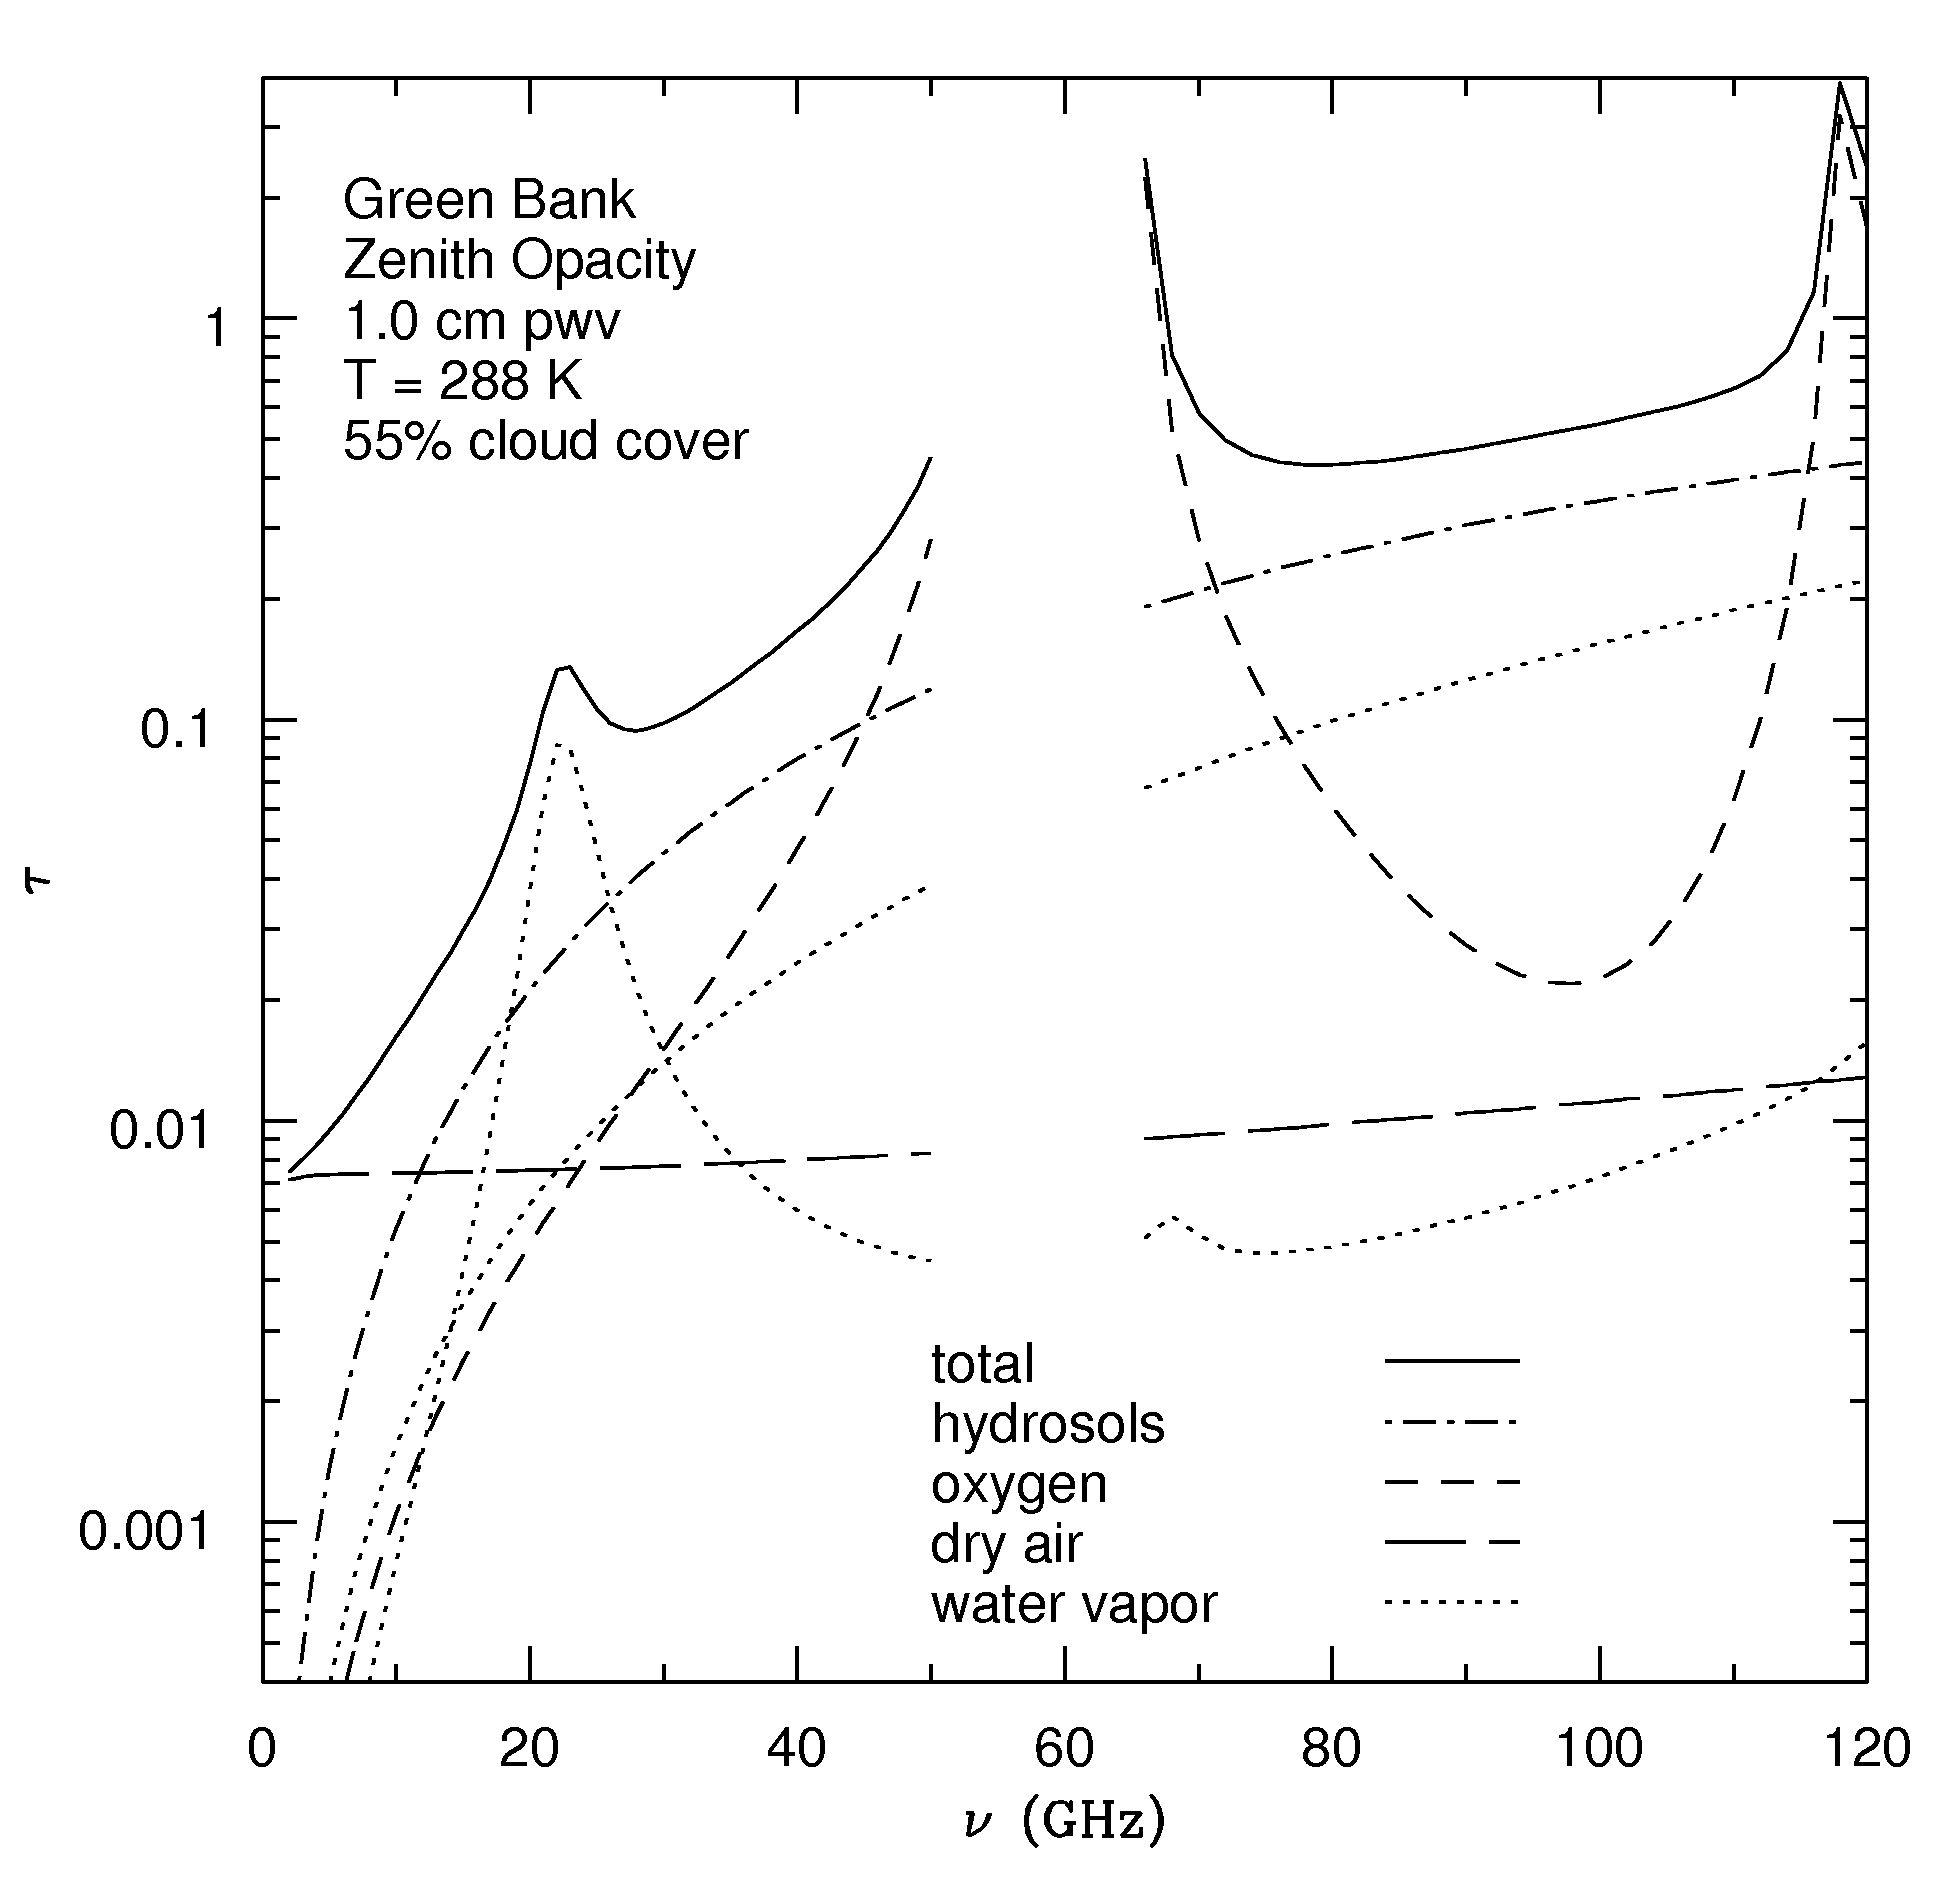 Green Bank
Zenith Opacity
1.0 cm pwv
T = 288 K
55% cloud cover
1
0.1
0.01
0.001
τ
total
hydrosols
oxygen
dry air
water vapor
0 20 40 60 80 100 120
ν (GHz)